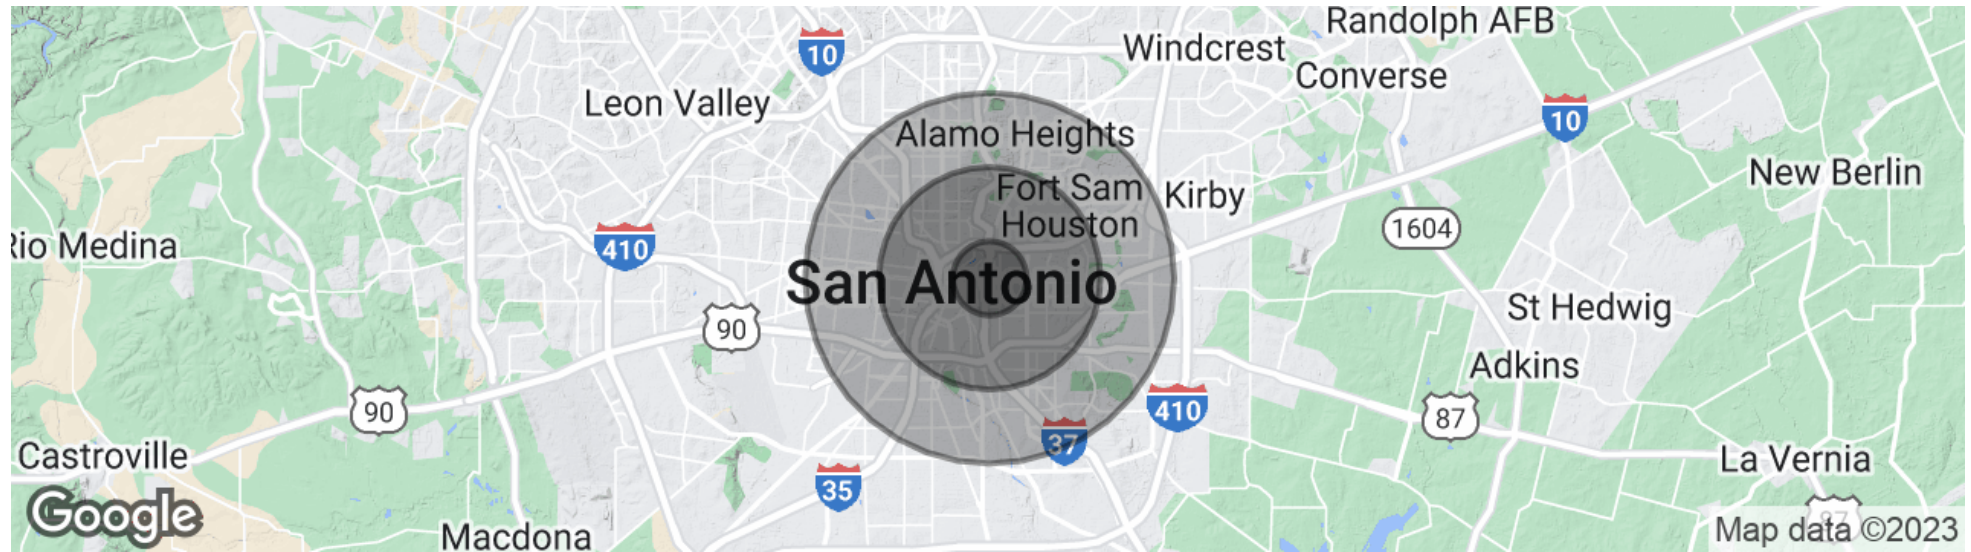 Randolph AFB
10
Windcrest
Converse
Leon Valley
10
Alamo Heights
New Berlin
Fort Sam
Houston
Kirby
1604
Rio Medina
410
San Antonio
St Hedwig
90
Adkins
90
410
87
37
Castroville
La Vernia
35
Google
87
Macdona
Map data ©2023